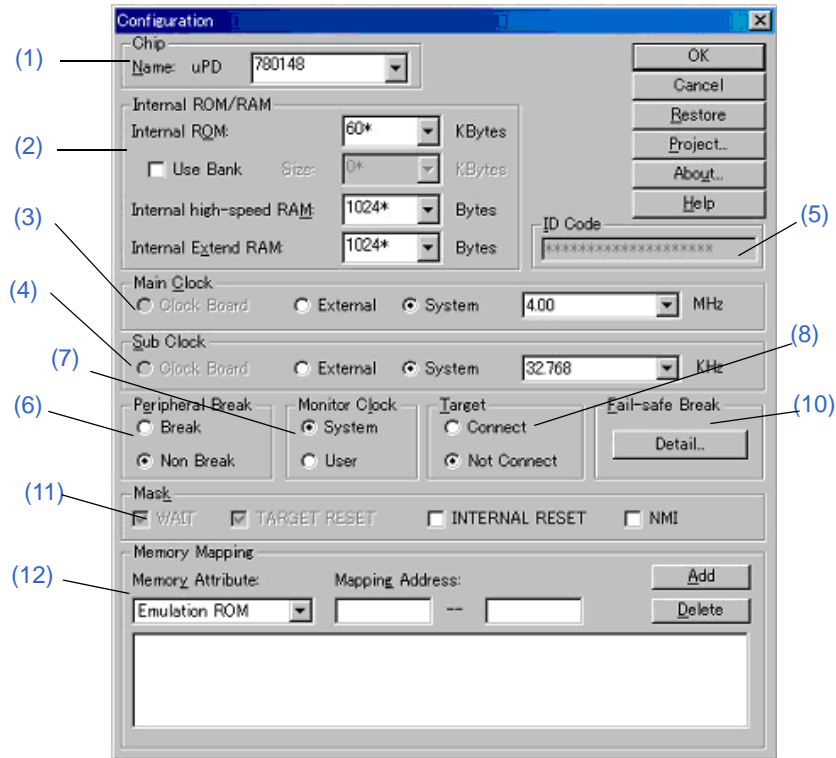 Configuration
(1)
Chip
Name: uPD 780148
OK
Cancel
Restore
Project...
About...
Help
(2)
Internal ROM/RAM
Internal ROM: 60* KBytes
Use Bank Size: 0* KBytes
Internal high-speed RAM: 1024* Bytes
Internal Extend RAM: 1024* Bytes
(5)
ID Code
********************
(3)
Main Clock
Clock Board External System 4.00 MHz
(4)
Sub Clock
Clock Board External System 32.768 KHz
(6)
Peripheral Break
Break
Non Break
(7)
Monitor Clock
System
User
(8)
Target
Connect
Not Connect
(10)
Fail-safe Break
Detail...
(11)
Mask
WAIT TARGET RESET INTERNAL RESET NMI
(12)
Memory Mapping
Memory Attribute: Mapping Address: Add
Emulation ROM -- Delete